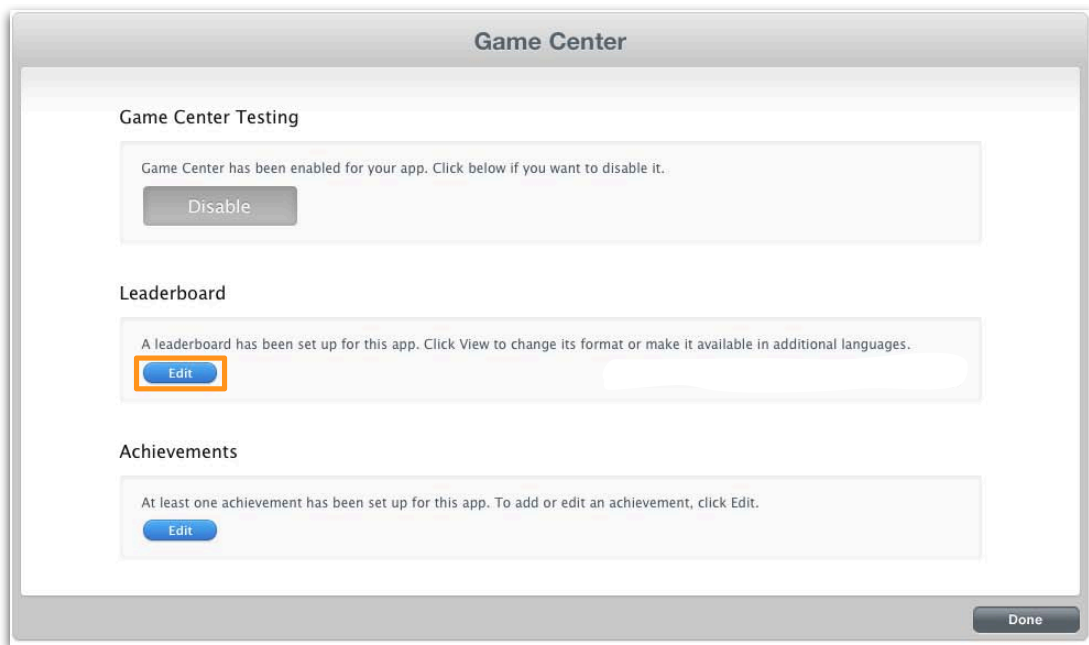 Game Center
Game Center Testing
Game Center has been enabled for your app. Click below if you want to disable it.
Disable
Leaderboard
A leaderboard has been set up for this app. Click View to change its format or make it available in additional languages.
Edit
Achievements
At least one achievement has been set up for this app. To add or edit an achievement, click Edit.
Edit
Done